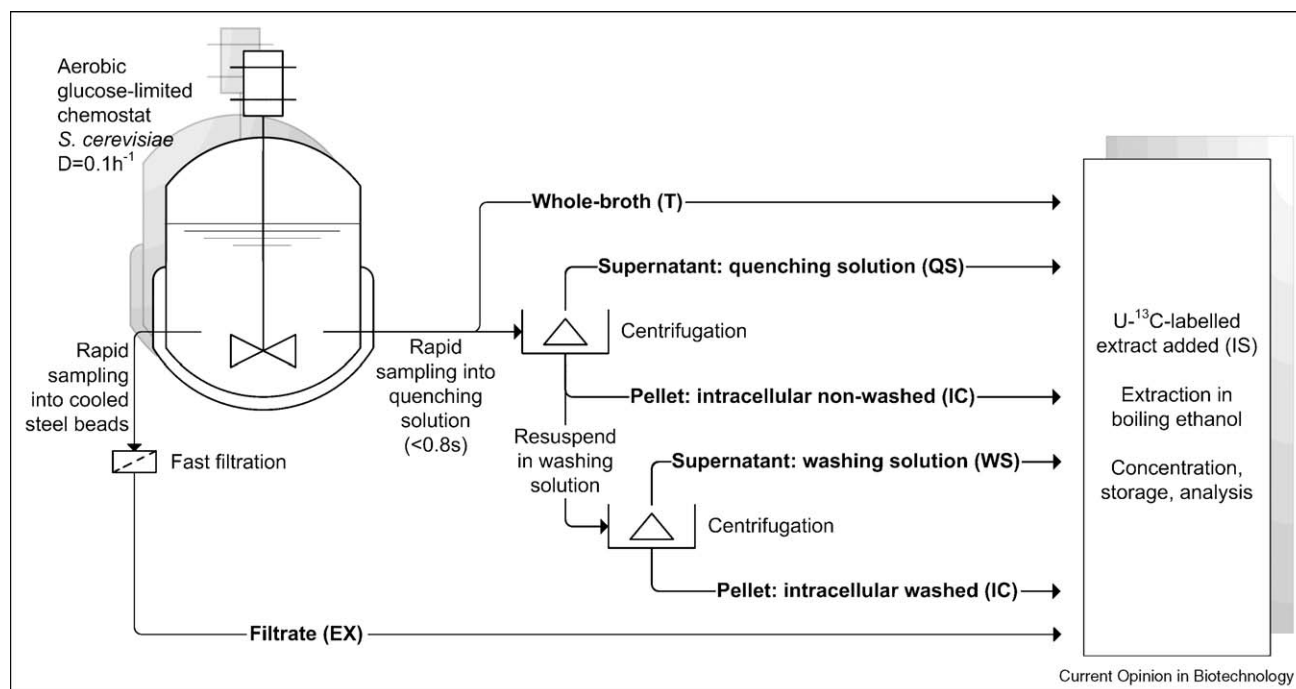 Aerobic
glucose-limited
chemostat
S. cerevisiae
D=0.1h⁻¹
Rapid
sampling
into cooled
steel beads
Fast filtration
Rapid
sampling into
quenching
solution
(<0.8s)
Whole-broth (T)
Supernatant: quenching solution (QS)
Centrifugation
Pellet: intracellular non-washed (IC)
Resuspend
in washing
solution
Supernatant: washing solution (WS)
Centrifugation
Pellet: intracellular washed (IC)
Filtrate (EX)
U-¹³C-labelled
extract added (IS)
Extraction in
boiling ethanol
Concentration,
storage, analysis
Current Opinion in Biotechnology